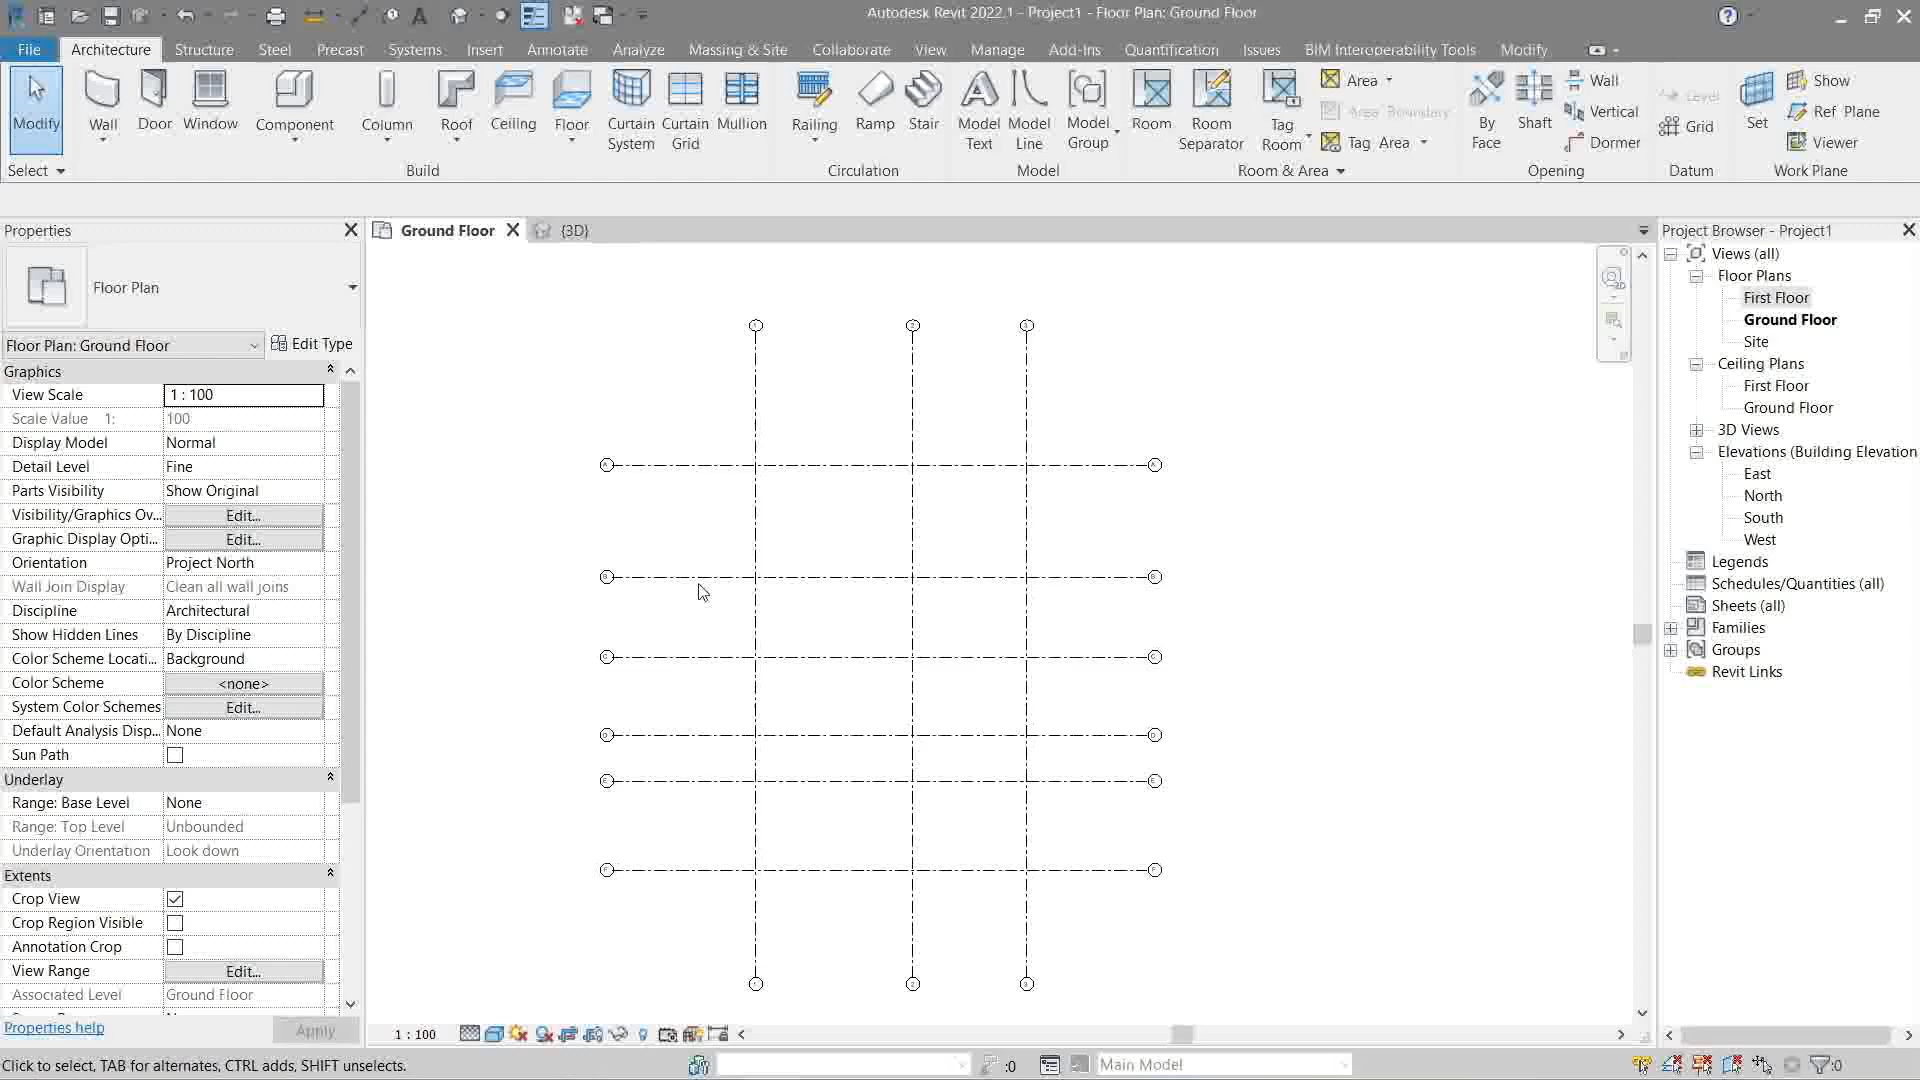 Autodesk Revit 2022.1 - Project1 - Floor Plan: Ground Floor
File Architecture Structure Steel Precast Systems Insert Annotate Analyze Massing & Site Collaborate View Manage Add-Ins Quantification Issues BIM Interoperability Tools Modify
Modify Wall Door Window Component Column Roof Ceiling Floor Curtain System Curtain Grid Mullion Railing Ramp Stair Model Text Model Line Model Group Room Room Separator Tag Room
Area
Area Boundary
Tag Area
By Face Shaft
Wall
Vertical
Dormer
Level
Grid
Set
Show
Ref Plane
Viewer
Select Build Circulation Model Room & Area Opening Datum Work Plane
Properties
Floor Plan
Floor Plan: Ground Floor Edit Type
Graphics
View Scale 1 : 100
Scale Value 1: 100
Display Model Normal
Detail Level Fine
Parts Visibility Show Original
Visibility/Graphics Ov... Edit...
Graphic Display Opti... Edit...
Orientation Project North
Wall Join Display Clean all wall joins
Discipline Architectural
Show Hidden Lines By Discipline
Color Scheme Locati... Background
Color Scheme <none>
System Color Schemes Edit...
Default Analysis Disp... None
Sun Path
Underlay
Range: Base Level None
Range: Top Level Unbounded
Underlay Orientation Look down
Extents
Crop View
Crop Region Visible
Annotation Crop
View Range Edit...
Associated Level Ground Floor
Properties help Apply
Ground Floor {3D}
1 2 3
A A
B B
C C
D D
E E
F F
1 2 3
1 : 100
Project Browser - Project1
Views (all)
Floor Plans
First Floor
Ground Floor
Site
Ceiling Plans
First Floor
Ground Floor
3D Views
Elevations (Building Elevation
East
North
South
West
Legends
Schedules/Quantities (all)
Sheets (all)
Families
Groups
Revit Links
Click to select, TAB for alternates, CTRL adds, SHIFT unselects. :0 Main Model :0